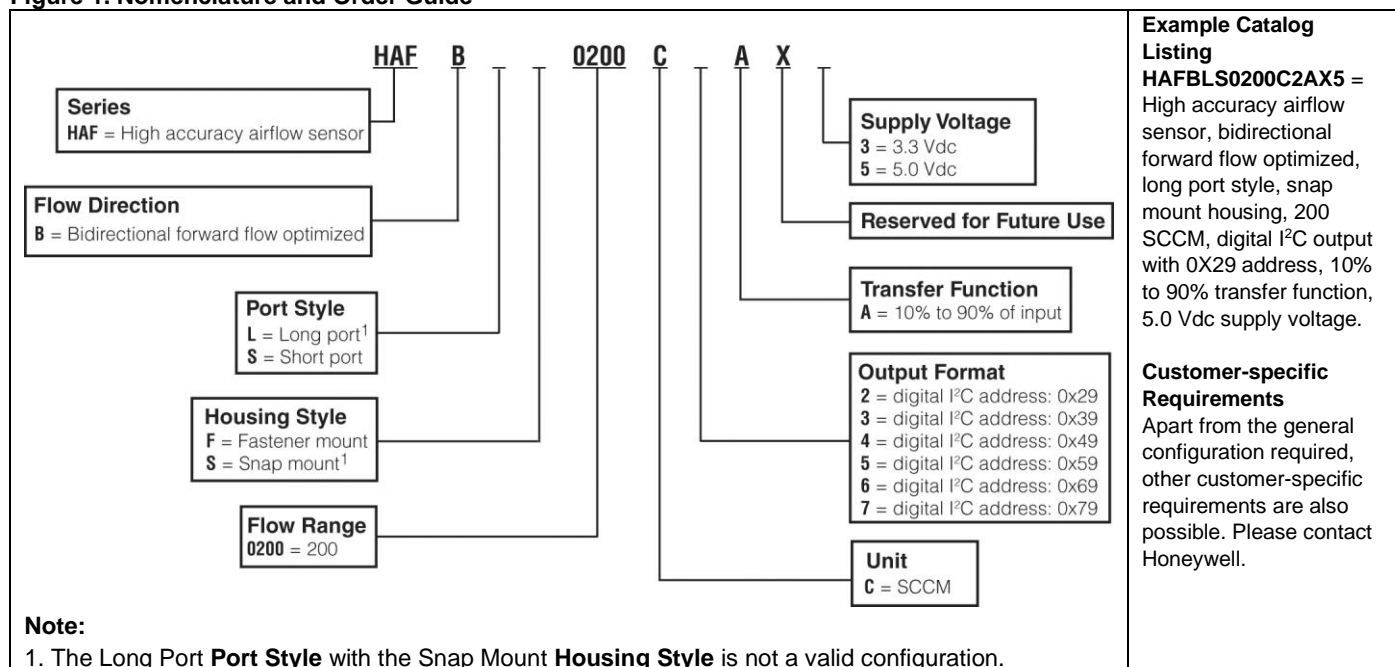 Figure 1. Nomenclature and Order Guide
HAF B _ _ 0200 C _ A X _
Series
HAF = High accuracy airflow sensor
Flow Direction
B = Bidirectional forward flow optimized
Port Style
L = Long port¹
S = Short port
Housing Style
F = Fastener mount
S = Snap mount¹
Flow Range
0200 = 200
Supply Voltage
3 = 3.3 Vdc
5 = 5.0 Vdc
Reserved for Future Use
Transfer Function
A = 10% to 90% of input
Output Format
2 = digital I²C address: 0x29
3 = digital I²C address: 0x39
4 = digital I²C address: 0x49
5 = digital I²C address: 0x59
6 = digital I²C address: 0x69
7 = digital I²C address: 0x79
Unit
C = SCCM
Note:
1. The Long Port Port Style with the Snap Mount Housing Style is not a valid configuration.
Example Catalog
Listing
HAFBLS0200C2AX5 =
High accuracy airflow
sensor, bidirectional
forward flow optimized,
long port style, snap
mount housing, 200
SCCM, digital I²C output
with 0X29 address, 10%
to 90% transfer function,
5.0 Vdc supply voltage.
Customer-specific
Requirements
Apart from the general
configuration required,
other customer-specific
requirements are also
possible. Please contact
Honeywell.